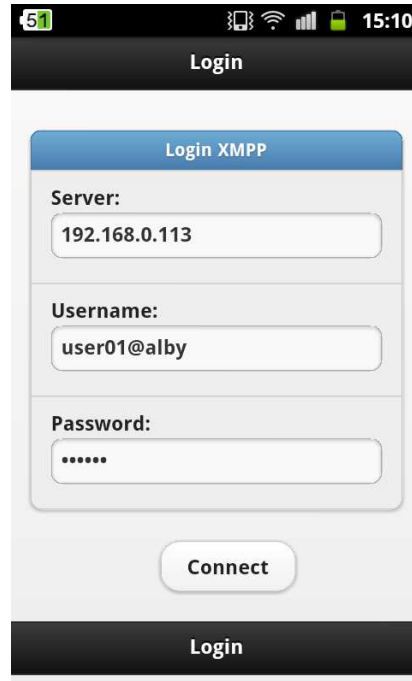 51 15:10
Login
Login XMPP
Server:
192.168.0.113
Username:
user01@alby
Password:
••••••
Connect
Login